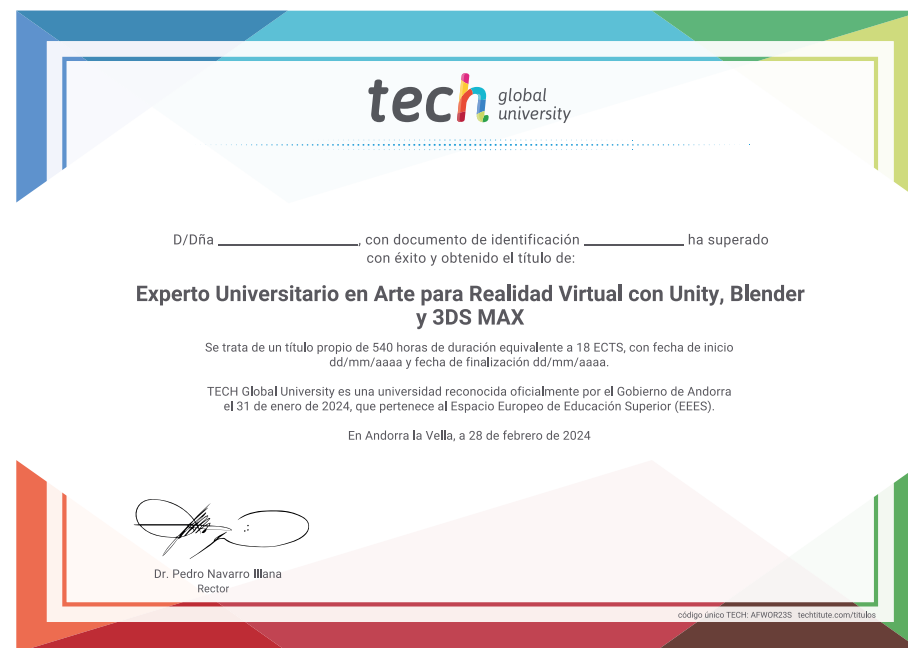 tech global
university
D/Dña ____________, con documento de identificación ____________ ha superado
con éxito y obtenido el título de:
Experto Universitario en Arte para Realidad Virtual con Unity, Blender
y 3DS MAX
Se trata de un título propio de 540 horas de duración equivalente a 18 ECTS, con fecha de inicio
dd/mm/aaaa y fecha de finalización dd/mm/aaaa.
TECH Global University es una universidad reconocida oficialmente por el Gobierno de Andorra
el 31 de enero de 2024, que pertenece al Espacio Europeo de Educación Superior (EEES).
En Andorra la Vella, a 28 de febrero de 2024
Dr. Pedro Navarro Illana
Rector
código único TECH: AFWOR23S techtitute.com/titulos